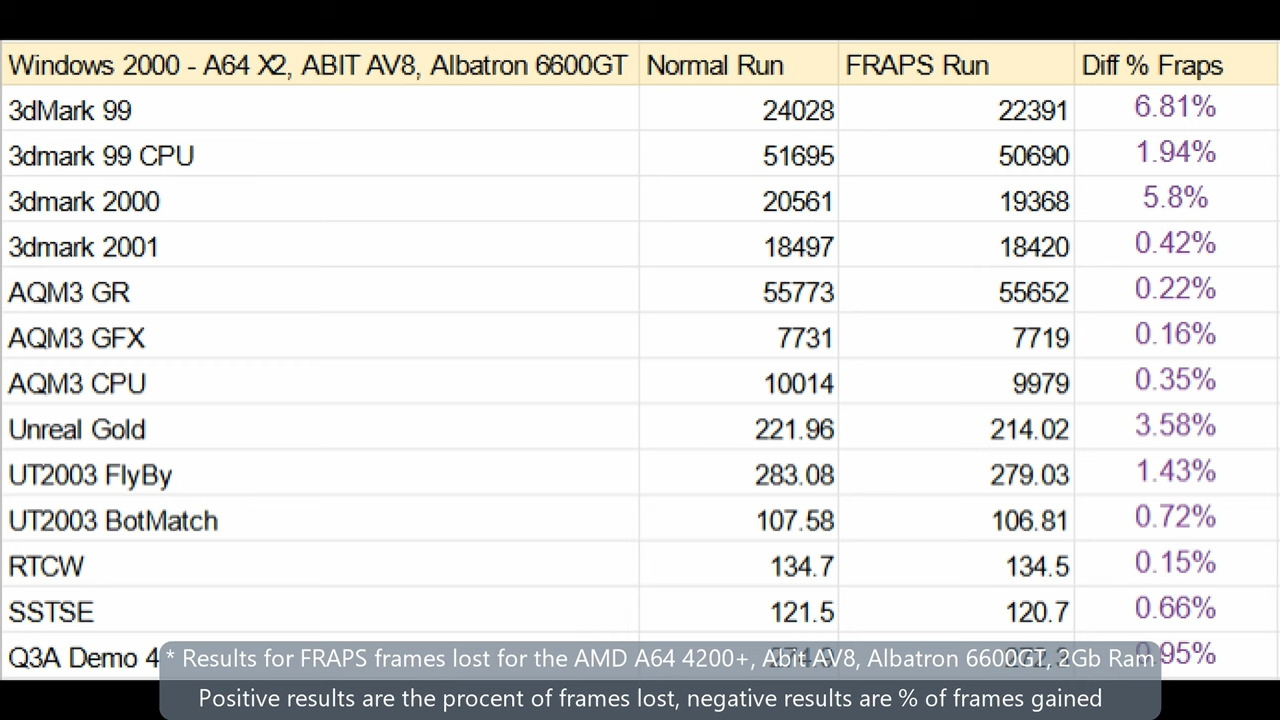 Windows 2000 - A64 X2, ABIT AV8, Albatron 6600GT Normal Run FRAPS Run Diff % Fraps
3dMark 99 24028 22391 6.81%
3dmark 99 CPU 51695 50690 1.94%
3dmark 2000 20561 19368 5.8%
3dmark 2001 18497 18420 0.42%
AQM3 GR 55773 55652 0.22%
AQM3 GFX 7731 7719 0.16%
AQM3 CPU 10014 9979 0.35%
Unreal Gold 221.96 214.02 3.58%
UT2003 FlyBy 283.08 279.03 1.43%
UT2003 BotMatch 107.58 106.81 0.72%
RTCW 134.7 134.5 0.15%
SSTSE 121.5 120.7 0.66%
Q3A Demo 4
* Results for FRAPS frames lost for the AMD A64 4200+, Abit AV8, Albatron 6600GT, 2Gb Ram
Positive results are the procent of frames lost, negative results are % of frames gained